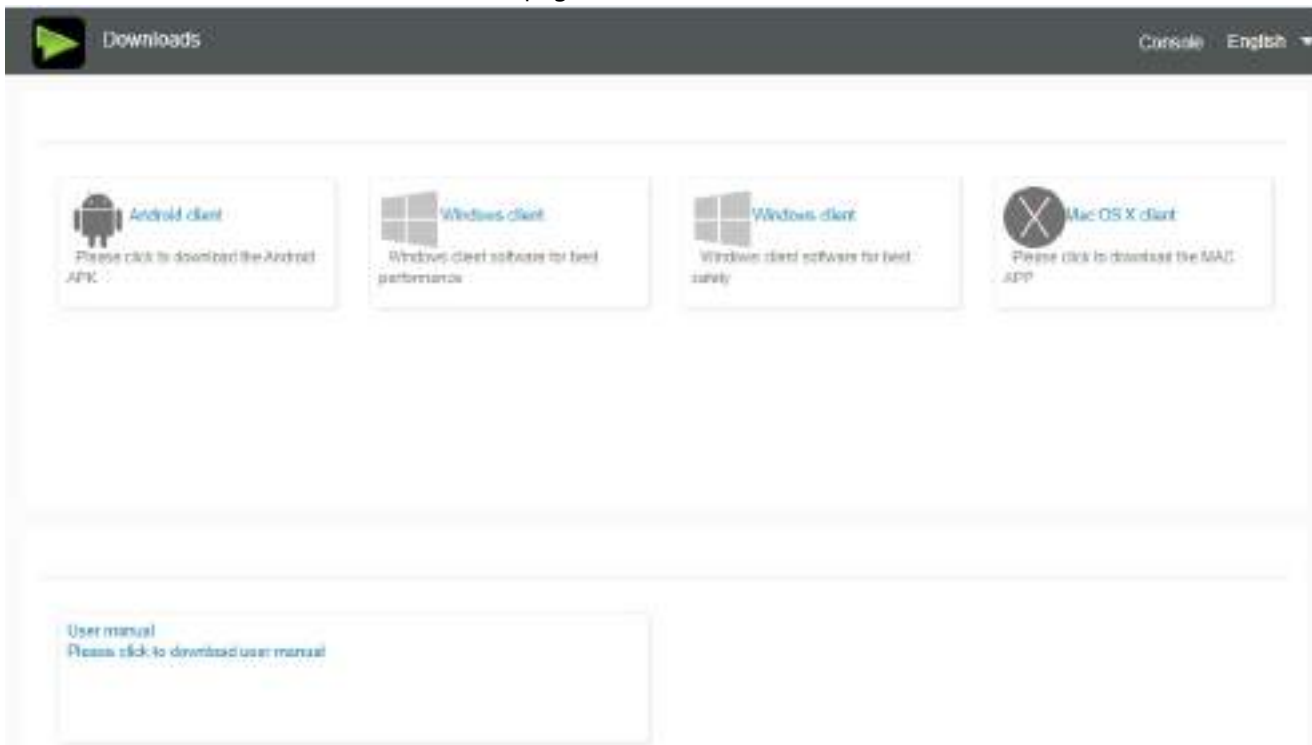 Downloads
Console English
Android client
Please click to download the Android
APK
Windows client
Windows client software for best
performance
Windows client
Windows client software for best
safety
Mac OS X client
Please click to download the MAC
APP
User manual
Please click to download user manual